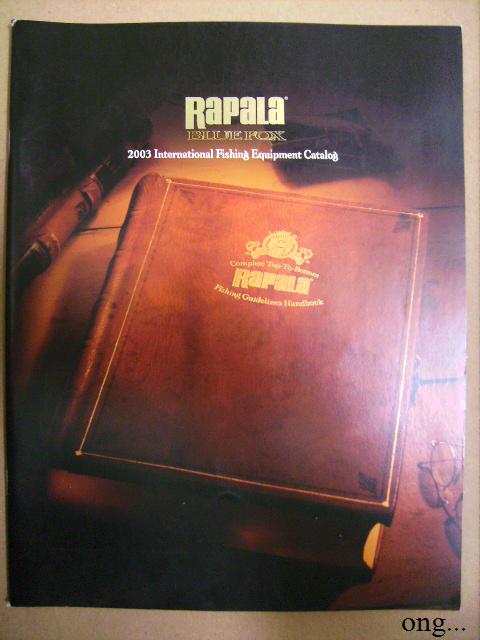 Rapala®
BLUE FOX
2003 International Fishing Equipment Catalog
Complete Top-To-Bottom
Rapala®
Fishing Guidelines Handbook
ong...